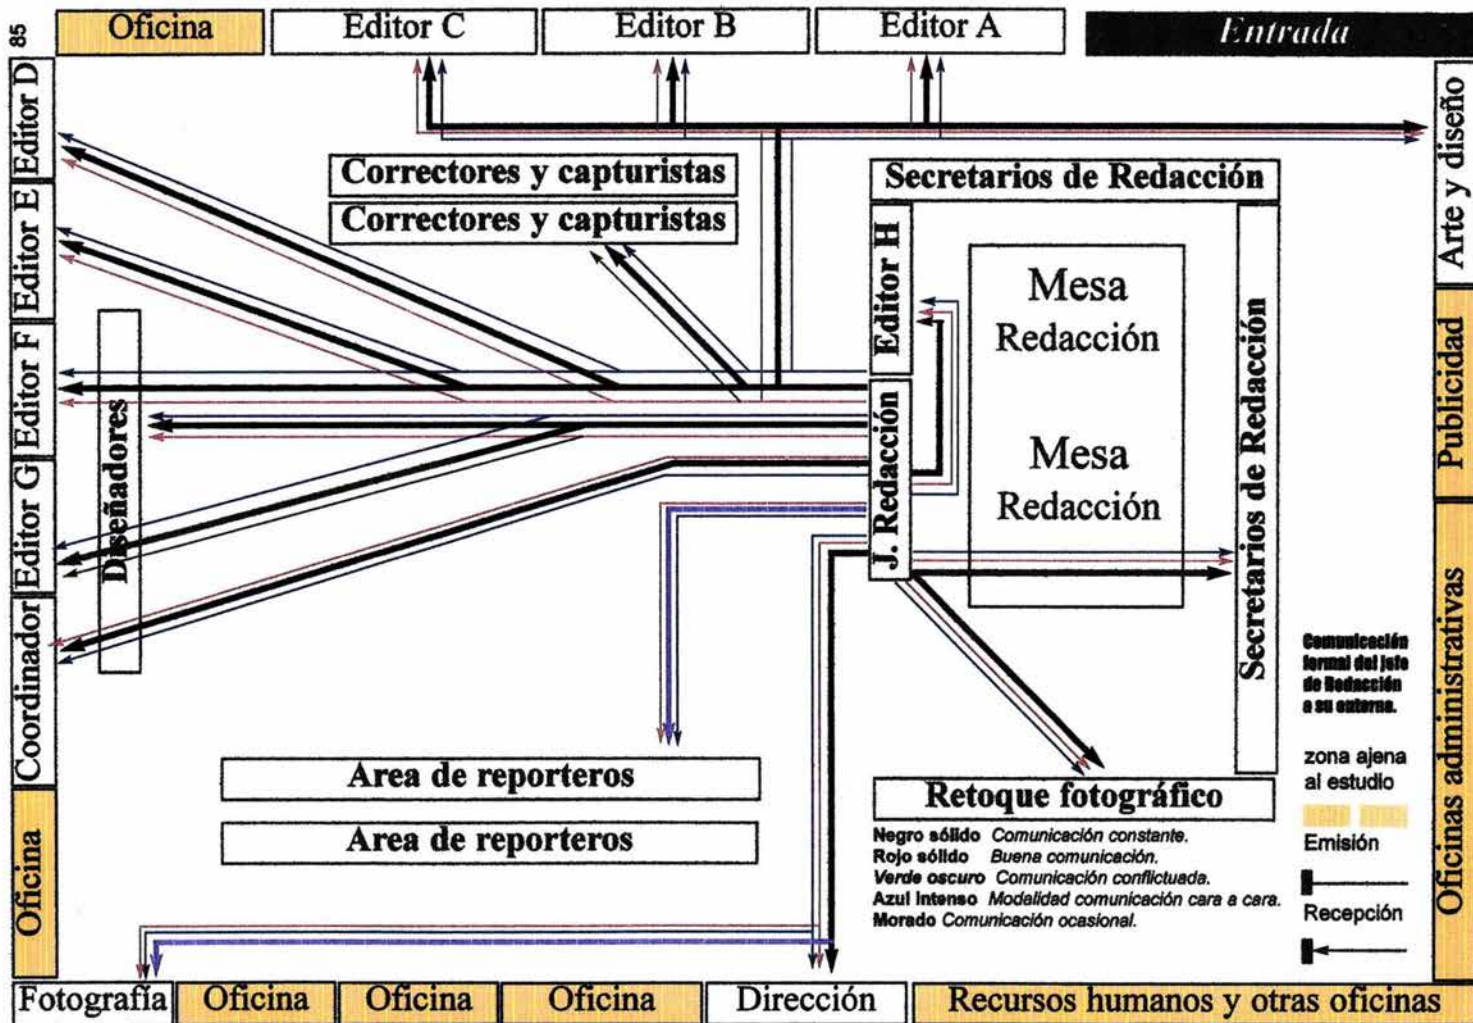 85
Oficina
Editor C
Editor B
Editor A
Entrada
Editor D
Editor E
Editor F
Editor G
Coordinador
Oficina
Diseñadores
Correctores y capturistas
Correctores y capturistas
Secretarios de Redacción
Editor H
J. Redacción
Mesa
Redacción
Mesa
Redacción
Secretarios de Redacción
Arte y diseño
Publicidad
Oficinas administrativas
Area de reporteros
Area de reporteros
Retoque fotográfico
Negro sólido Comunicación constante.
Rojo sólido Buena comunicación.
Verde oscuro Comunicación conflictuada.
Azul Intenso Modalidad comunicación cara a cara.
Morado Comunicación ocasional.
Comunicación
formal del jefe
de Redacción
a su entorno.
zona ajena
al estudio
Emisión
Recepción
Fotografía
Oficina
Oficina
Oficina
Dirección
Recursos humanos y otras oficinas